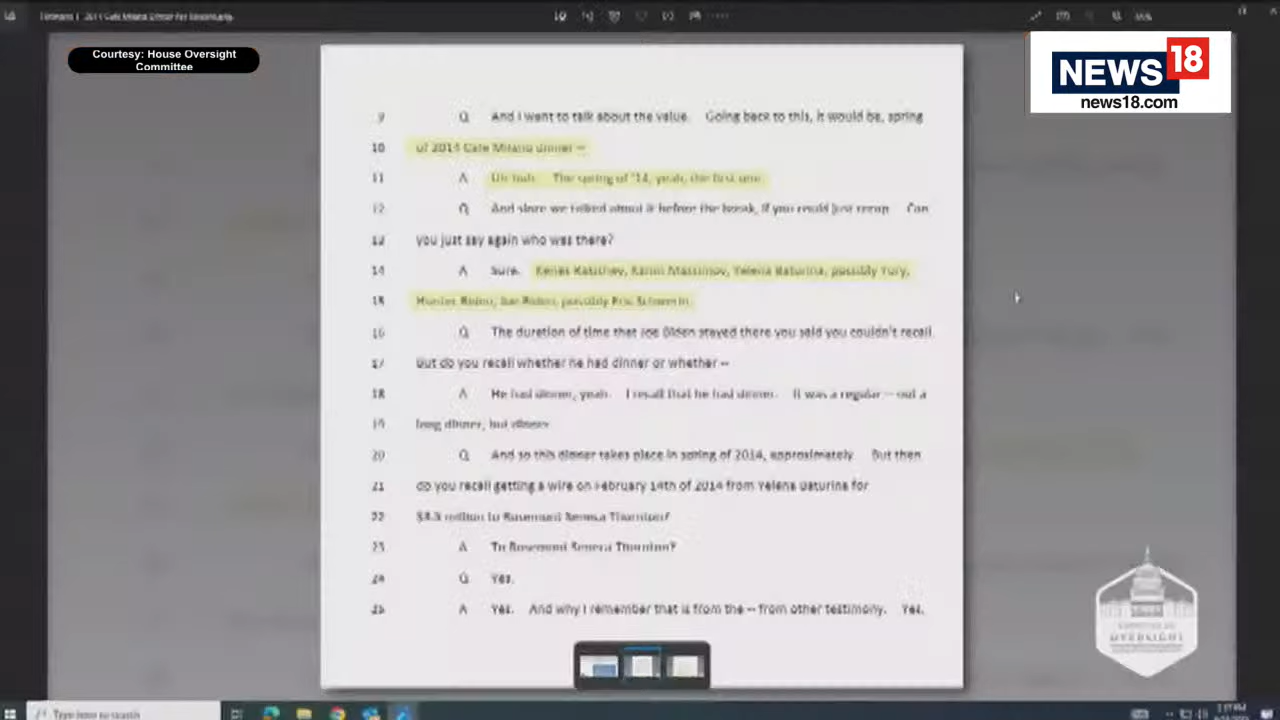 Courtesy: House Oversight
Committee
NEWS 18
news18.com
9 Q And I want to talk about the value. Going back to this, it would be, spring
10 of 2014 Cafe Milano dinner --
11 A Uh-huh. The spring of '14, yeah, the first one.
12 Q And since we talked about it before the break, if you could just recap. Can
13 you just say again who was there?
14 A Sure. Kenes Rakishev, Karim Massimov, Yelena Baturina, possibly Yury,
15 Hunter Biden, Joe Biden, possibly Eric Schwerin.
16 Q The duration of time that Joe Biden stayed there you said you couldn't recall.
17 But do you recall whether he had dinner or whether --
18 A He had dinner, yeah. I recall that he had dinner. It was a regular -- not a
19 long dinner, but dinner.
20 Q And so this dinner takes place in spring of 2014, approximately. But then
21 do you recall getting a wire on February 14th of 2014 from Yelena Baturina for
22 $3.5 million to Rosemont Seneca Thornton?
23 A To Rosemont Seneca Thornton?
24 Q Yes.
25 A Yes. And why I remember that is from the -- from other testimony. Yes.
OVERSIGHT
Type here to search